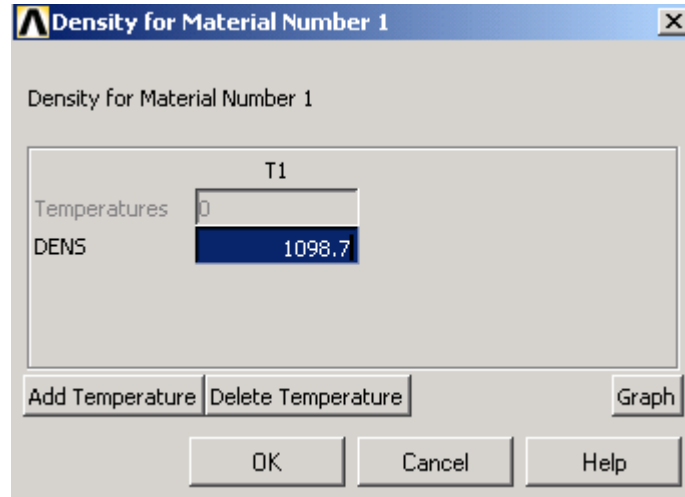 Density for Material Number 1
Density for Material Number 1
T1
Temperatures 0
DENS 1098.7
Add Temperature Delete Temperature Graph
OK Cancel Help